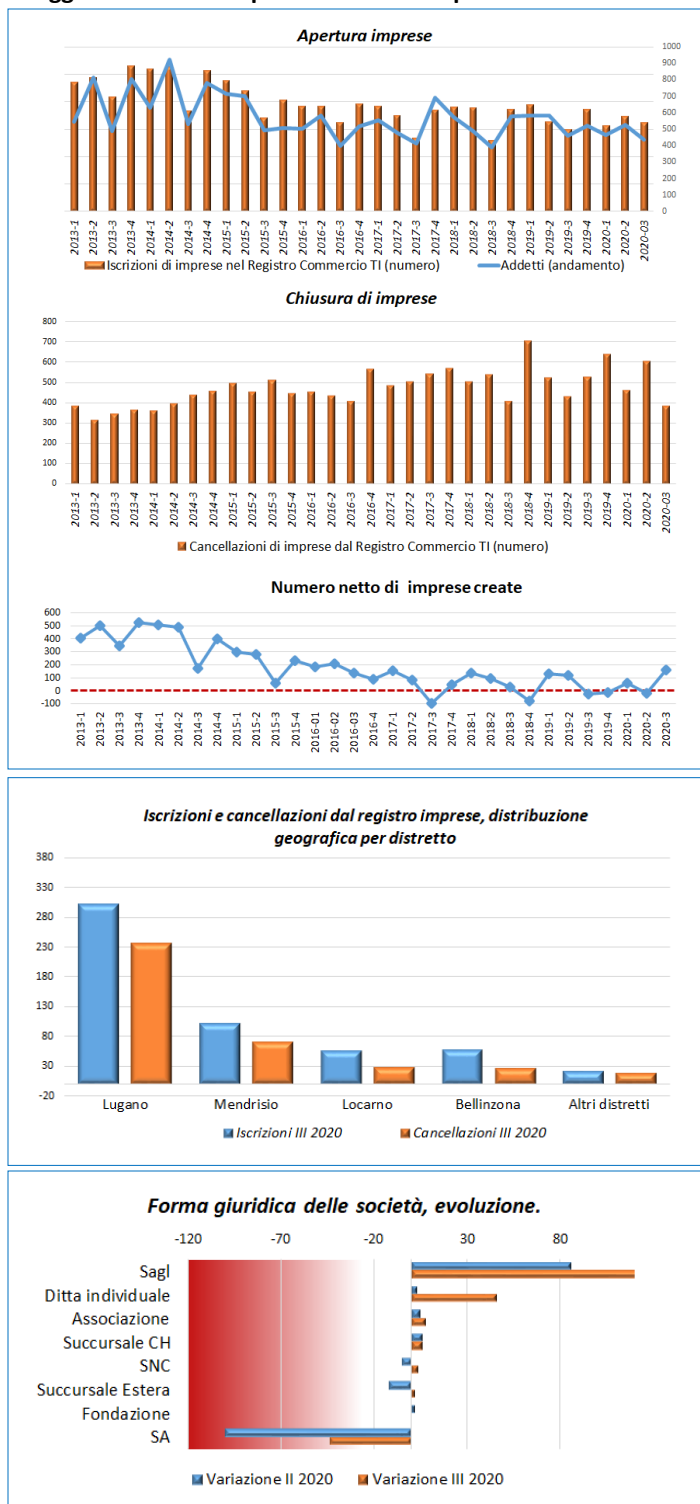 Apertura imprese
1000
900
800
700
600
500
400
300
200
100
0
2013-1 2013-2 2013-3 2013-4 2014-1 2014-2 2014-3 2014-4 2015-1 2015-2 2015-3 2015-4 2016-1 2016-2 2016-3 2016-4 2017-1 2017-2 2017-3 2017-4 2018-1 2018-2 2018-3 2018-4 2019-1 2019-2 2019-3 2019-4 2020-1 2020-2 2020-03
Iscrizioni di imprese nel Registro Commercio TI (numero) Addetti (andamento)
Chiusura di imprese
800
700
600
500
400
300
200
100
0
2013-1 2013-2 2013-3 2013-4 2014-1 2014-2 2014-3 2014-4 2015-1 2015-2 2015-3 2015-4 2016-1 2016-2 2016-3 2016-4 2017-1 2017-2 2017-3 2017-4 2018-1 2018-2 2018-3 2018-4 2019-1 2019-2 2019-3 2019-4 2020-1 2020-2 2020-03
Cancellazioni di imprese dal Registro Commercio TI (numero)
Numero netto di imprese create
600
500
400
300
200
100
0
-100
2013-1 2013-2 2013-3 2013-4 2014-1 2014-2 2014-3 2014-4 2015-1 2015-2 2015-3 2015-4 2016-01 2016-02 2016-03 2016-4 2017-1 2017-2 2017-3 2017-4 2018-1 2018-2 2018-3 2018-4 2019-1 2019-2 2019-3 2019-4 2020-1 2020-2 2020-3
Iscrizioni e cancellazioni dal registro imprese, distribuzione
geografica per distretto
380
330
280
230
180
130
80
30
-20
Lugano Mendrisio Locarno Bellinzona Altri distretti
Iscrizioni III 2020 Cancellazioni III 2020
Forma giuridica delle società, evoluzione.
-120 -70 -20 30 80
Sagl
Ditta individuale
Associazione
Succursale CH
SNC
Succursale Estera
Fondazione
SA
Variazione II 2020 Variazione III 2020